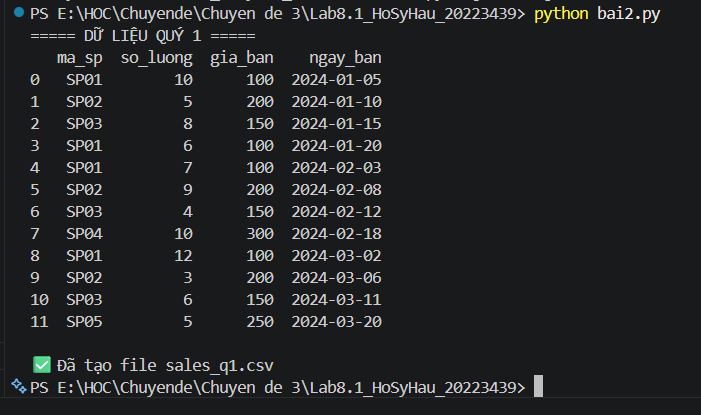 PS E:\HOC\Chuyende\Chuyen de 3\Lab8.1_HoSyHau_20223439> python bai2.py
===== DỮ LIỆU QUÝ 1 =====
ma_sp so_luong gia_ban ngay_ban
0 SP01 10 100 2024-01-05
1 SP02 5 200 2024-01-10
2 SP03 8 150 2024-01-15
3 SP01 6 100 2024-01-20
4 SP01 7 100 2024-02-03
5 SP02 9 200 2024-02-08
6 SP03 4 150 2024-02-12
7 SP04 10 300 2024-02-18
8 SP01 12 100 2024-03-02
9 SP02 3 200 2024-03-06
10 SP03 6 150 2024-03-11
11 SP05 5 250 2024-03-20
✅ Đã tạo file sales_q1.csv
PS E:\HOC\Chuyende\Chuyen de 3\Lab8.1_HoSyHau_20223439>